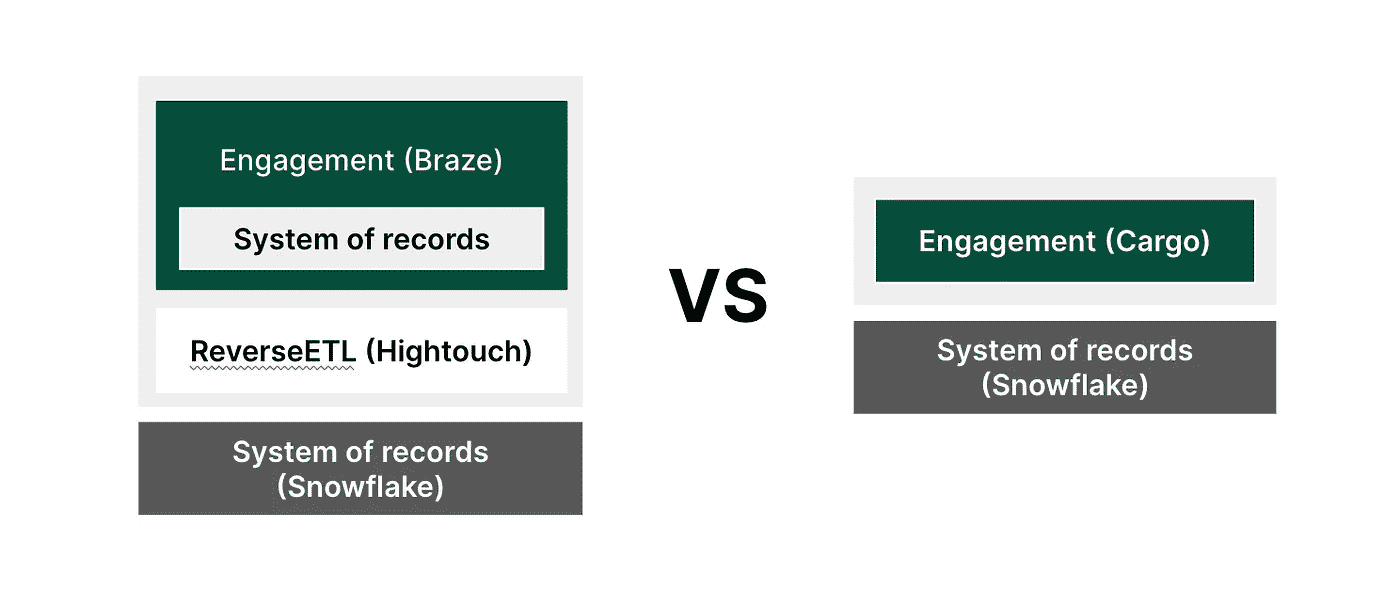 Engagement (Braze)
System of records
ReverseETL (Hightouch)
System of records
(Snowflake)
VS
Engagement (Cargo)
System of records
(Snowflake)